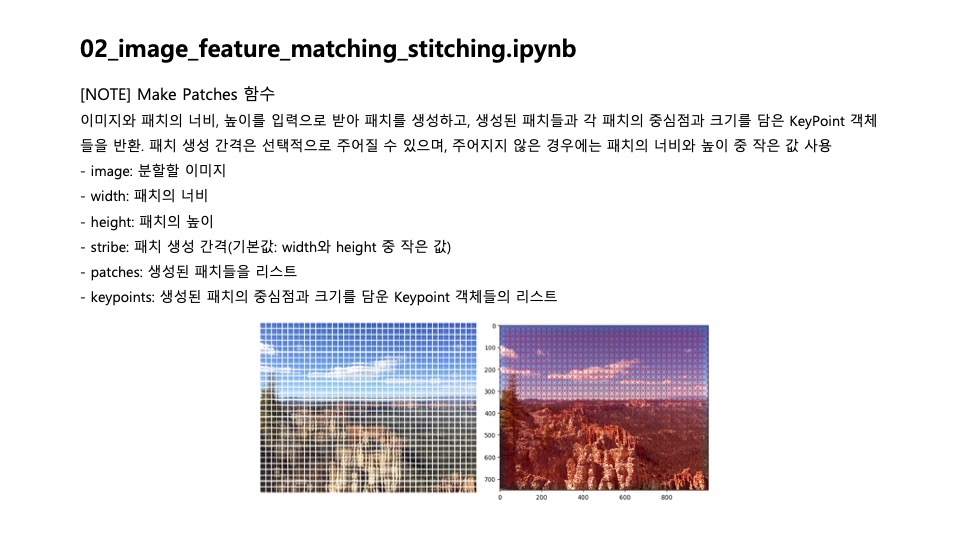 02_image_feature_matching_stitching.ipynb
[NOTE] Make Patches 함수
이미지와 패치의 너비, 높이를 입력으로 받아 패치를 생성하고, 생성된 패치들과 각 패치의 중심점과 크기를 담은 KeyPoint 객체
들을 반환. 패치 생성 간격은 선택적으로 주어질 수 있으며, 주어지지 않은 경우에는 패치의 너비와 높이 중 작은 값 사용
- image: 분할할 이미지
- width: 패치의 너비
- height: 패치의 높이
- stribe: 패치 생성 간격(기본값: width와 height 중 작은 값)
- patches: 생성된 패치들을 리스트
- keypoints: 생성된 패치의 중심점과 크기를 담운 Keypoint 객체들의 리스트
0
100
200
300
400
500
600
700
0 200 400 600 800